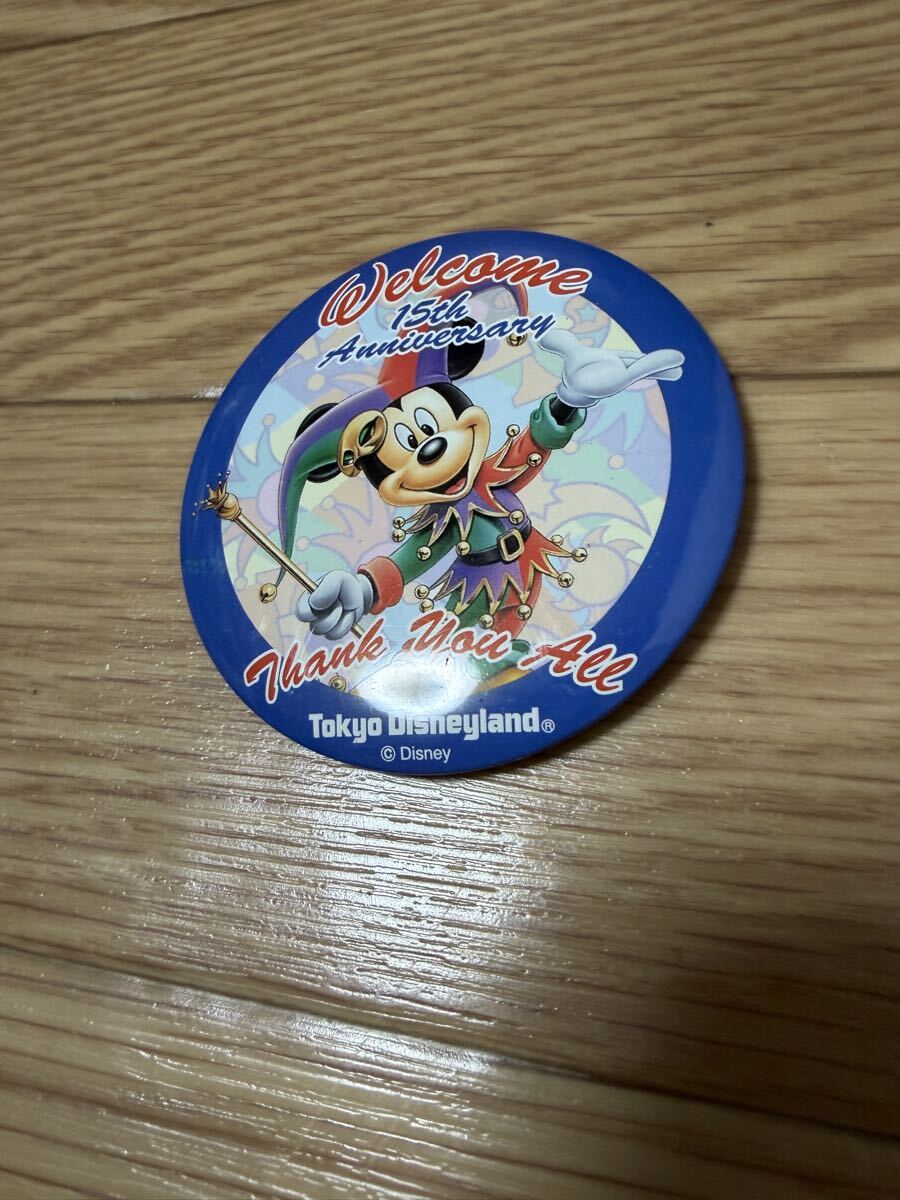 Welcome
15th
Anniversary
Thank You All
Tokyo Disneyland®
© Disney